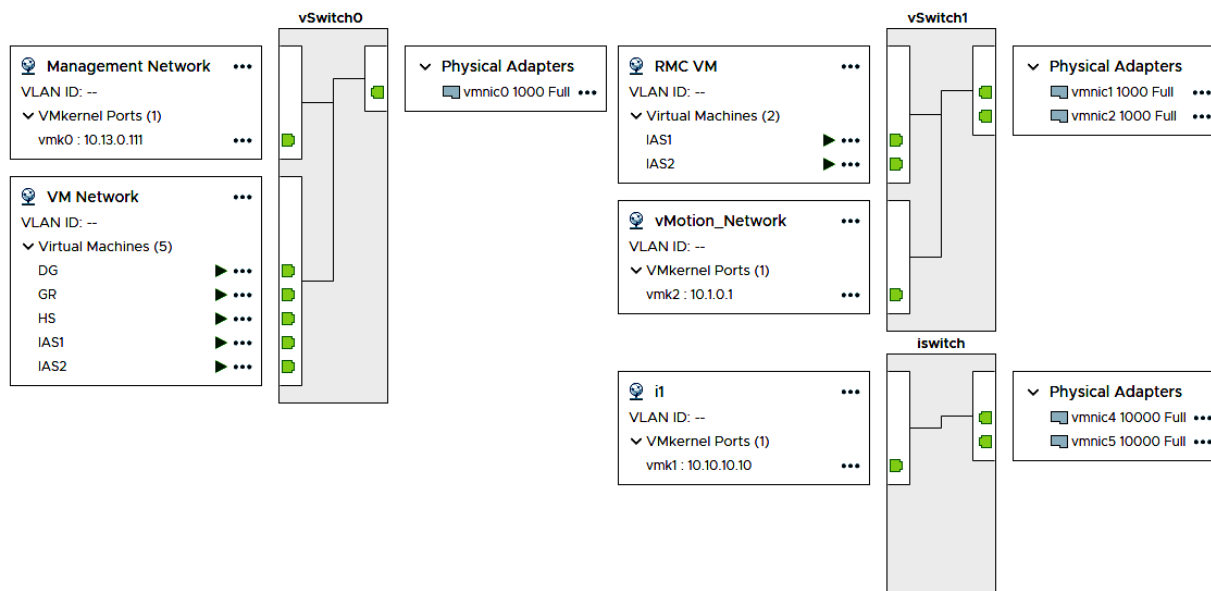 vSwitch0
Management Network
VLAN ID: --
VMkernel Ports (1)
vmk0 : 10.13.0.111
VM Network
VLAN ID: --
Virtual Machines (5)
DG
GR
HS
IAS1
IAS2
Physical Adapters
vmnic0 1000 Full
vSwitch1
RMC VM
VLAN ID: --
Virtual Machines (2)
IAS1
IAS2
vMotion_Network
VLAN ID: --
VMkernel Ports (1)
vmk2 : 10.1.0.1
Physical Adapters
vmnic1 1000 Full
vmnic2 1000 Full
iswitch
i1
VLAN ID: --
VMkernel Ports (1)
vmk1 : 10.10.10.10
Physical Adapters
vmnic4 10000 Full
vmnic5 10000 Full